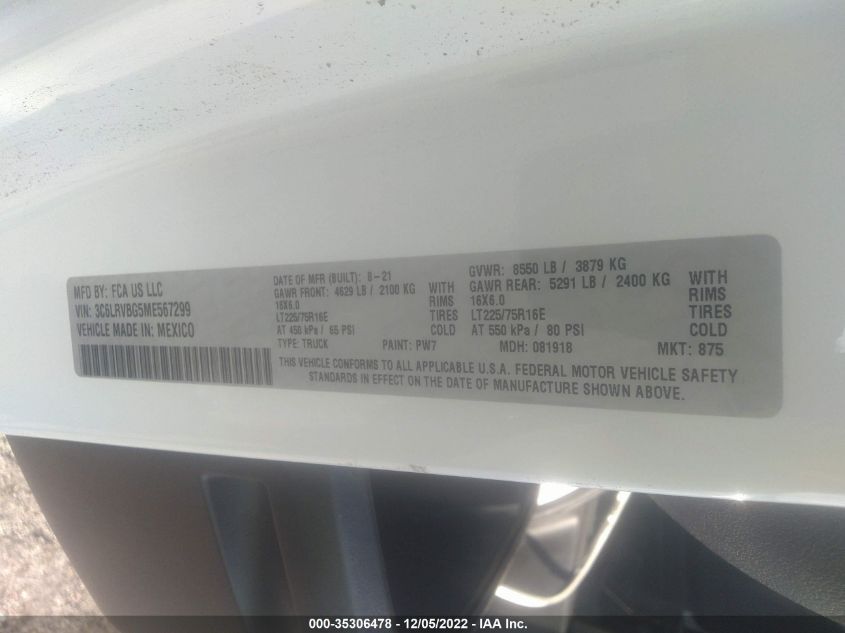 MFD BY: FCA US LLC
VIN: 3C6LRVBG5ME567299
VEHICLE MADE IN: MEXICO
DATE OF MFR (BUILT): 8-21
GAWR FRONT: 4629 LB / 2100 KG WITH
16X6.0 RIMS
LT225/75R16E TIRES
AT 450 kPa / 65 PSI COLD
TYPE: TRUCK PAINT: PW7
GVWR: 8550 LB / 3879 KG
GAWR REAR: 5291 LB / 2400 KG WITH
16X6.0 RIMS
LT225/75R16E TIRES
AT 550 kPa / 80 PSI COLD
MDH: 081918 MKT: 875
THIS VEHICLE CONFORMS TO ALL APPLICABLE U.S.A. FEDERAL MOTOR VEHICLE SAFETY
STANDARDS IN EFFECT ON THE DATE OF MANUFACTURE SHOWN ABOVE.
000-35306478 - 12/05/2022 - IAA Inc.